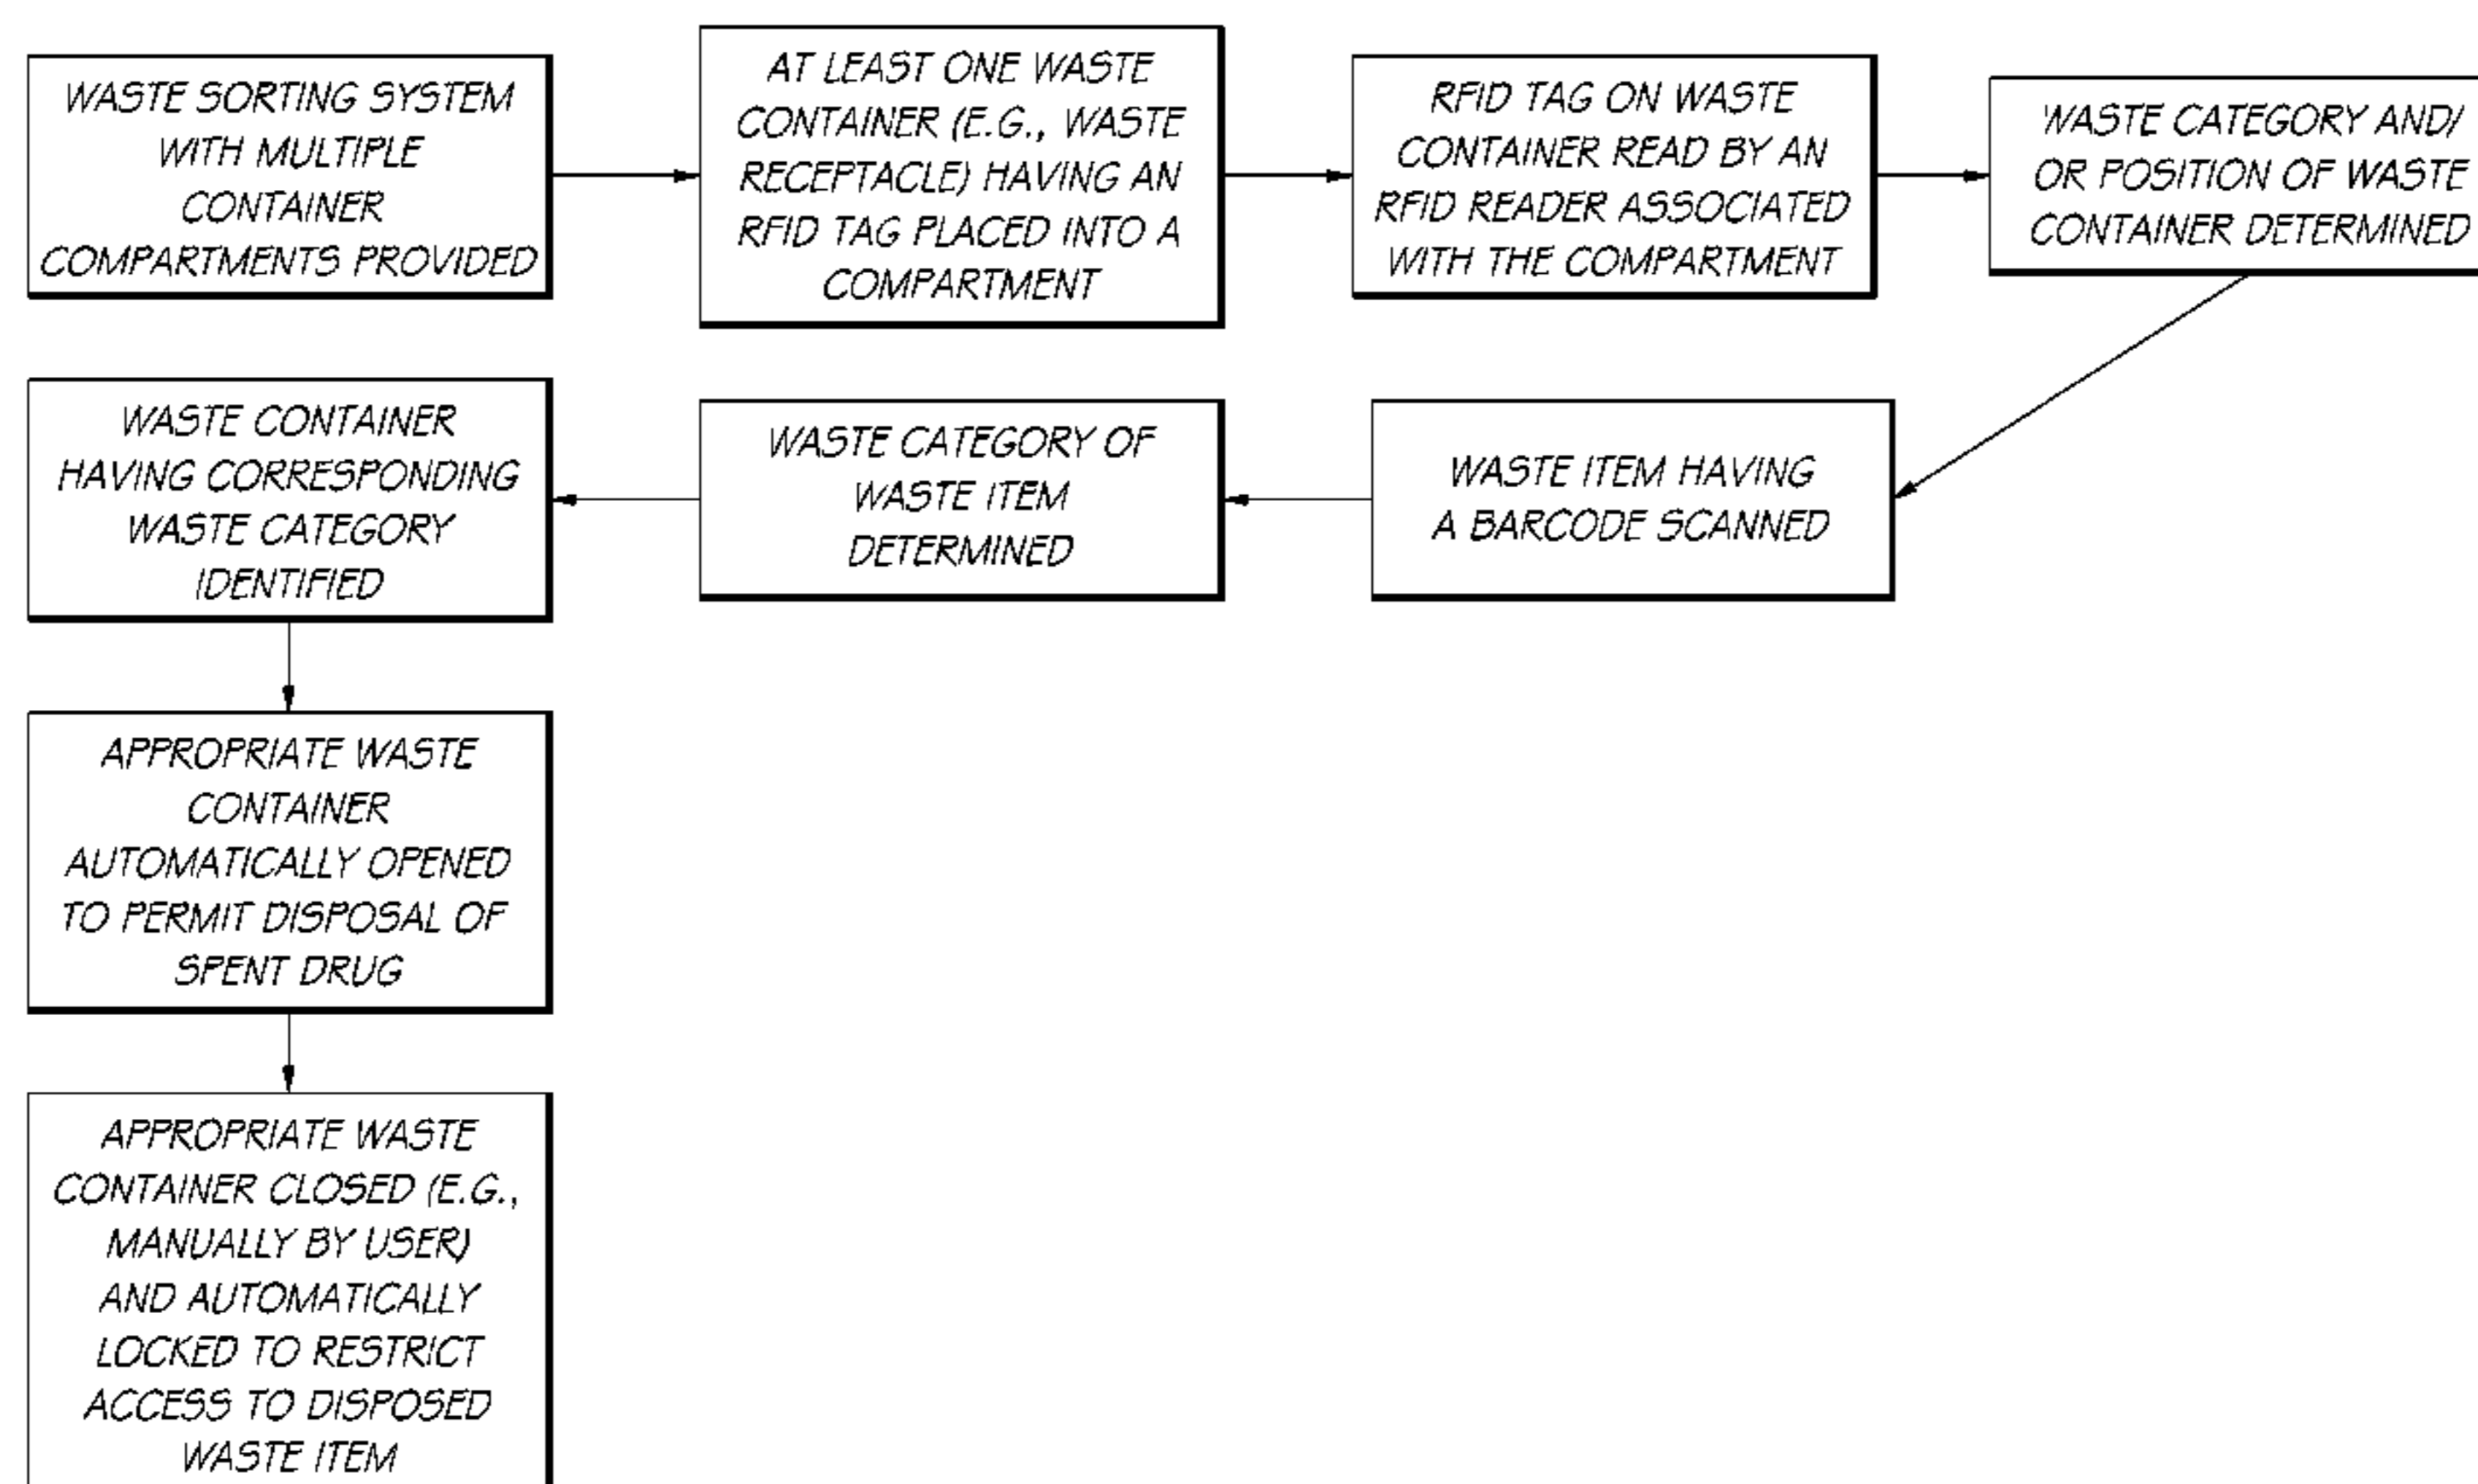 WASTE SORTING SYSTEM
WITH MULTIPLE
CONTAINER
COMPARTMENTS PROVIDED
AT LEAST ONE WASTE
CONTAINER (E.G., WASTE
RECEPTACLE) HAVING AN
RFID TAG PLACED INTO A
COMPARTMENT
RFID TAG ON WASTE
CONTAINER READ BY AN
RFID READER ASSOCIATED
WITH THE COMPARTMENT
WASTE CATEGORY AND/
OR POSITION OF WASTE
CONTAINER DETERMINED
WASTE ITEM HAVING
A BARCODE SCANNED
WASTE CATEGORY OF
WASTE ITEM
DETERMINED
WASTE CONTAINER
HAVING CORRESPONDING
WASTE CATEGORY
IDENTIFIED
APPROPRIATE WASTE
CONTAINER
AUTOMATICALLY OPENED
TO PERMIT DISPOSAL OF
SPENT DRUG
APPROPRIATE WASTE
CONTAINER CLOSED (E.G.,
MANUALLY BY USER)
AND AUTOMATICALLY
LOCKED TO RESTRICT
ACCESS TO DISPOSED
WASTE ITEM